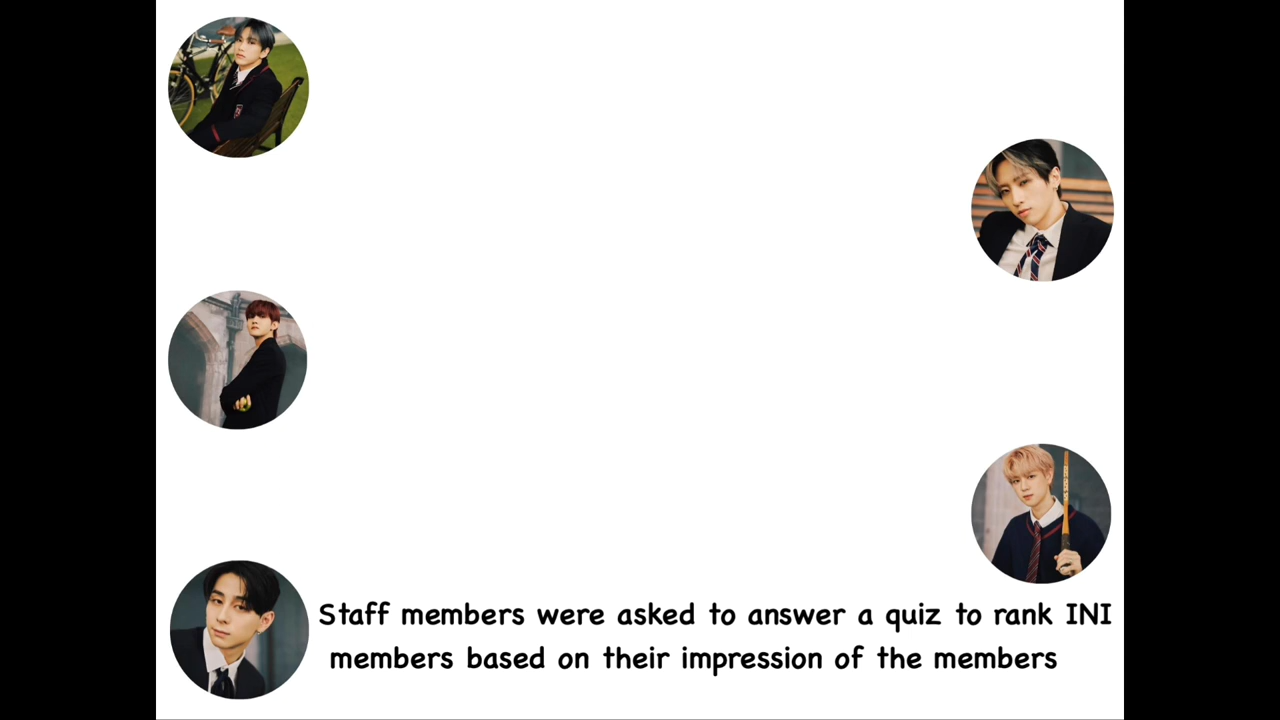 Staff members were asked to answer a quiz to rank INI
members based on their impression of the members